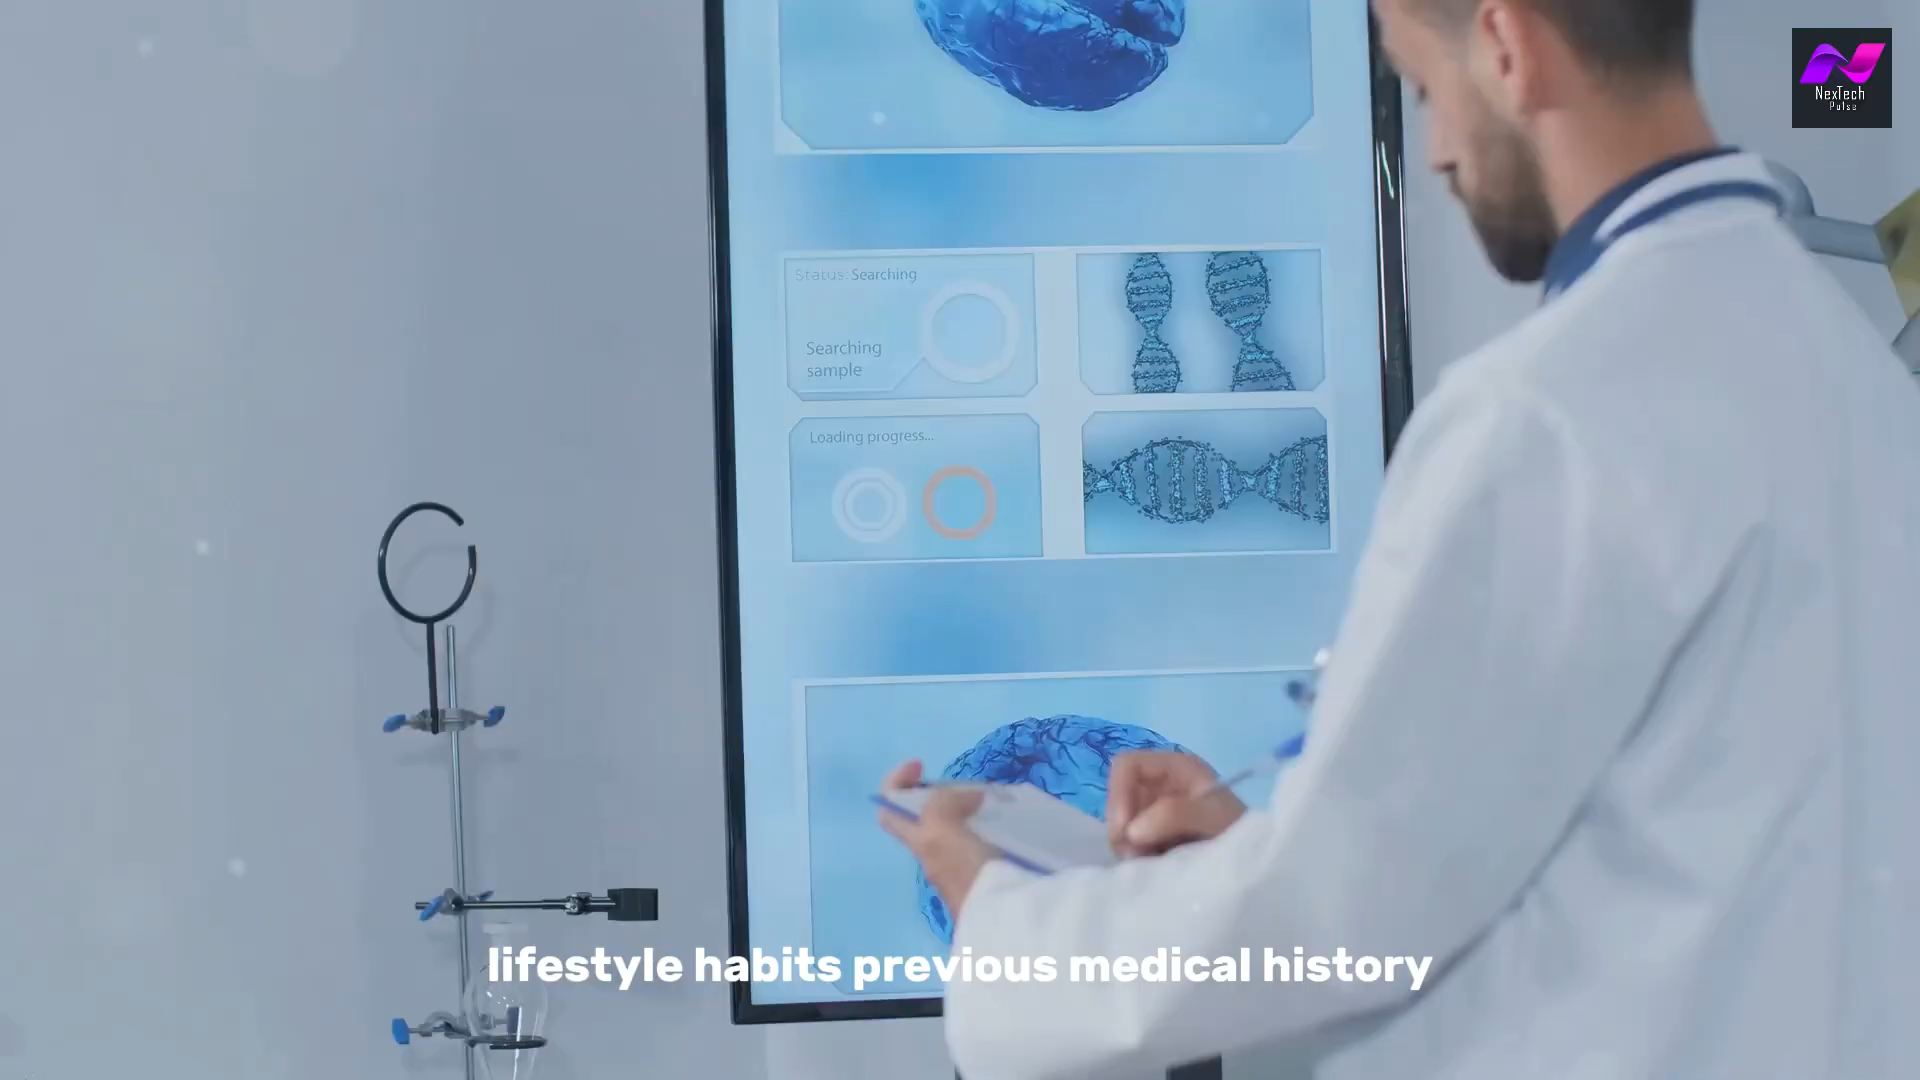 NexTech
Pulse
Status: Searching
Searching
sample
Loading progress...
lifestyle habits previous medical history